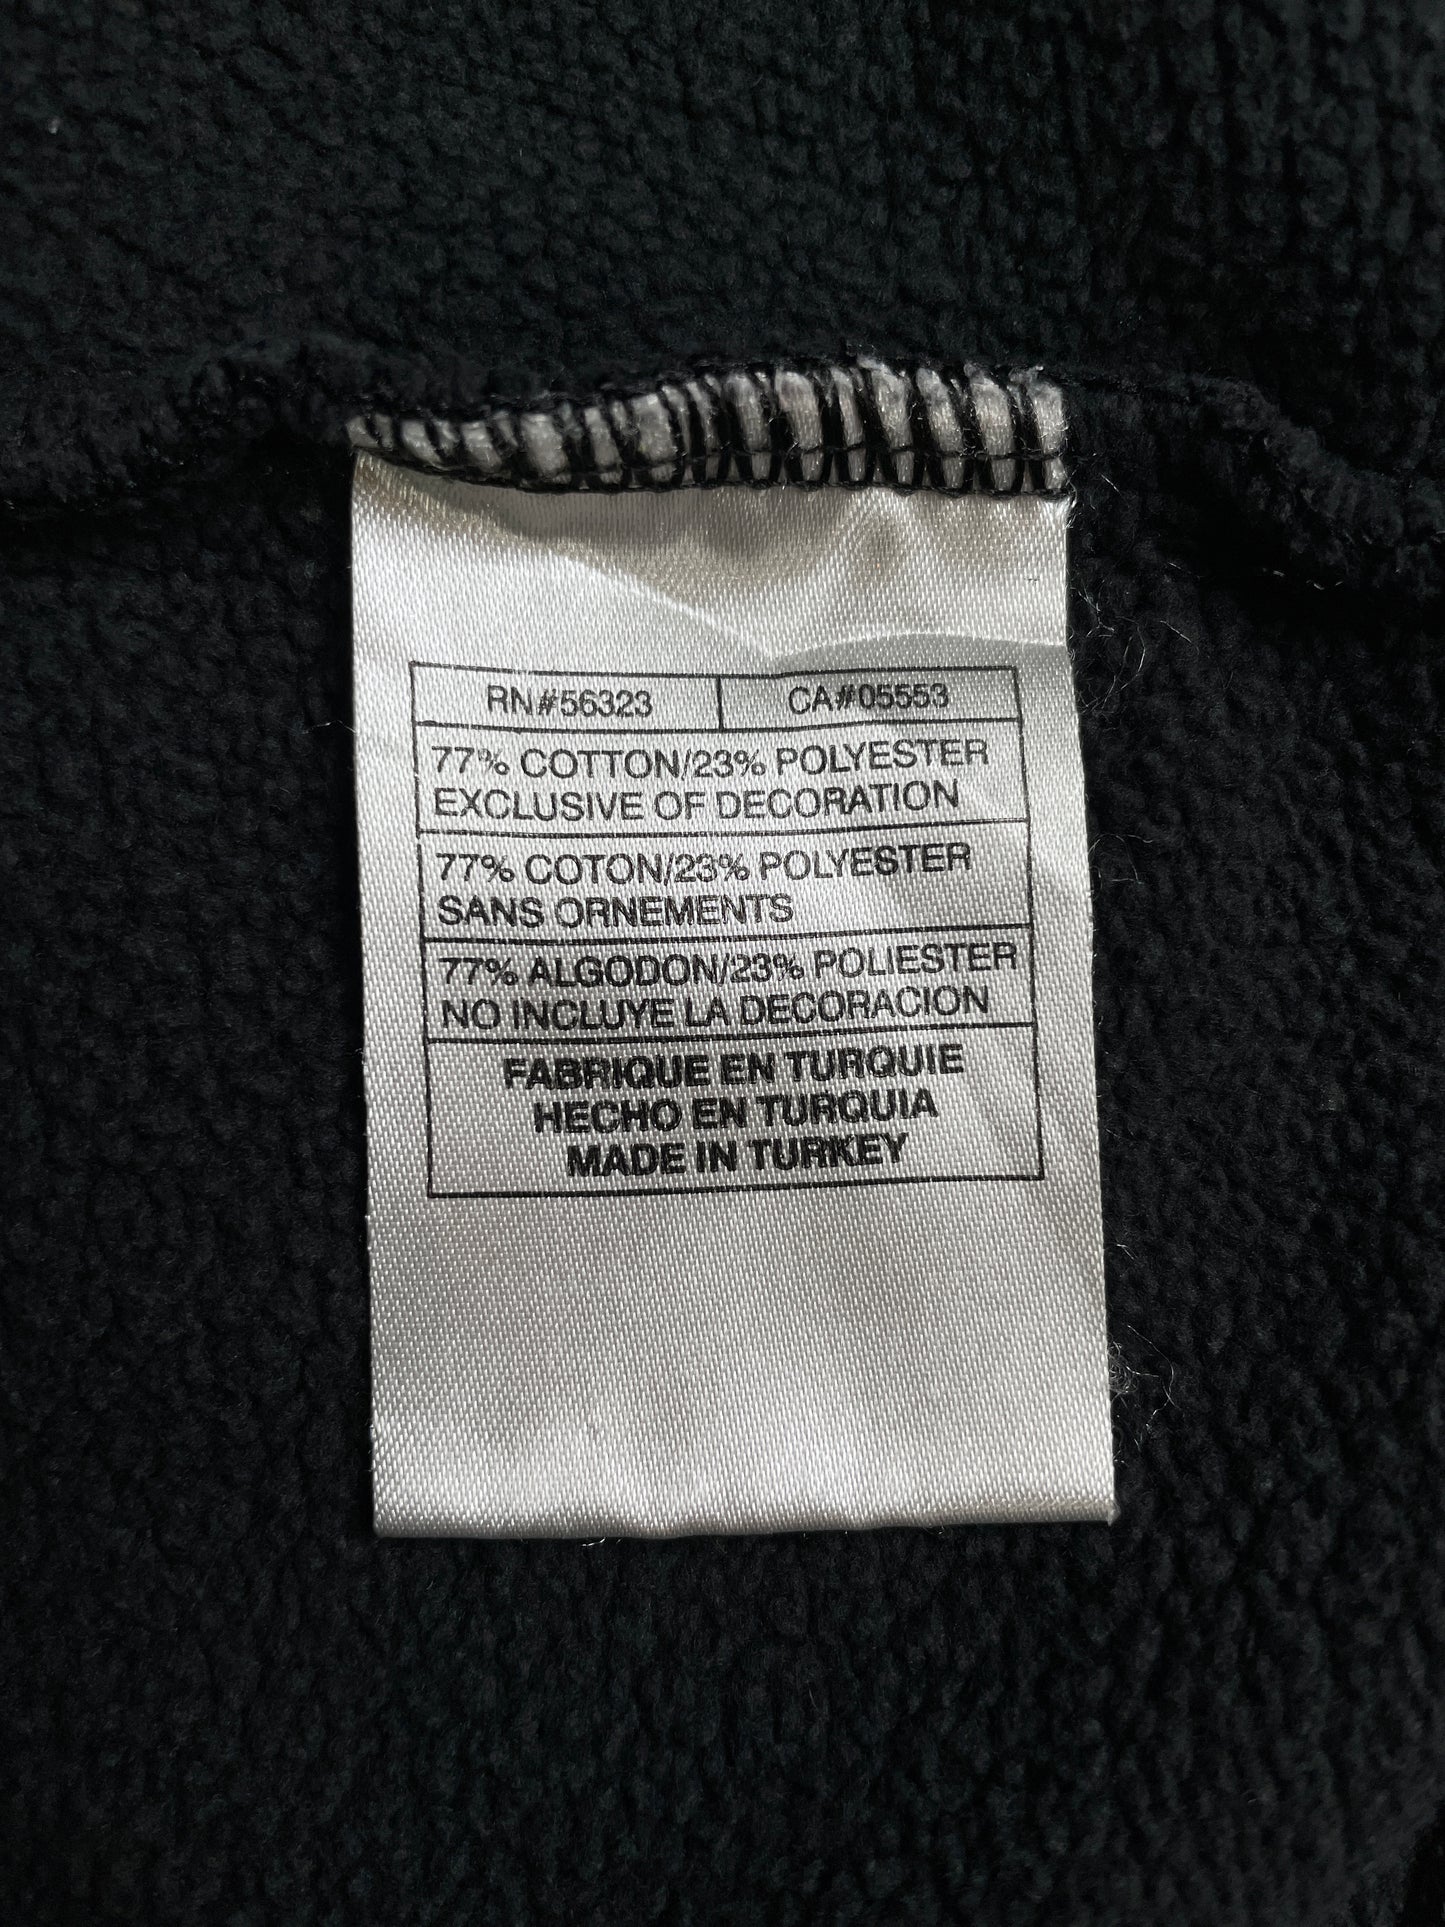 RN#56323 CA#05553
77% COTTON/23% POLYESTER
EXCLUSIVE OF DECORATION
77% COTON/23% POLYESTER
SANS ORNEMENTS
77% ALGODON/23% POLIESTER
NO INCLUYE LA DECORACION
FABRIQUE EN TURQUIE
HECHO EN TURQUIA
MADE IN TURKEY